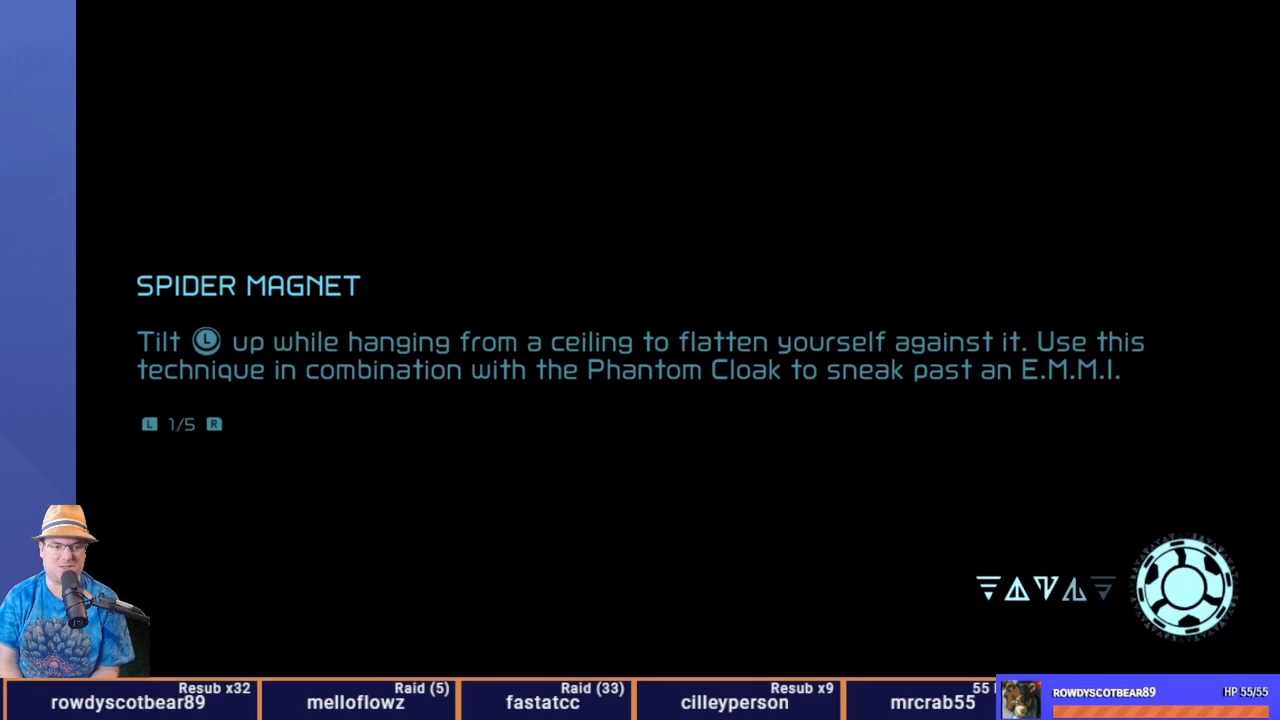 SPIDER MAGNET
Tilt L up while hanging from a ceiling to flatten yourself against it. Use this
technique in combination with the Phantom Cloak to sneak past an E.M.M.I.
L 1/5 R
Resub x32
rowdyscotbear89
Raid (5)
melloflowz
Raid (33)
fastatcc
Resub x9
cilleyperson
55
mrcrab55
ROWDYSCOTBEAR89 HP 55/55